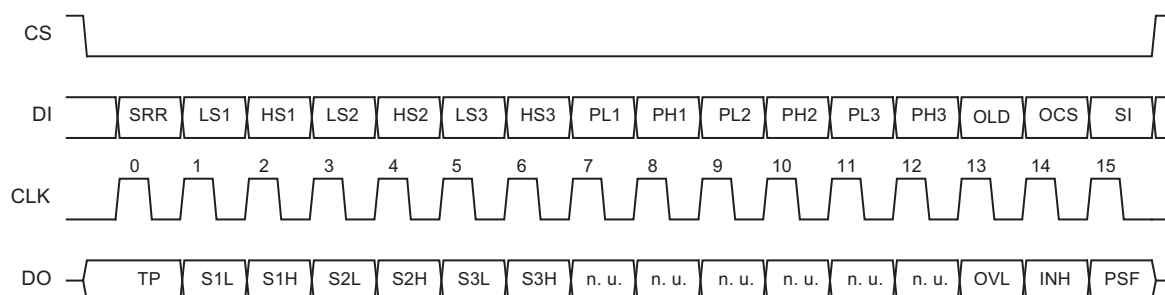 CS
DI SRR LS1 HS1 LS2 HS2 LS3 HS3 PL1 PH1 PL2 PH2 PL3 PH3 OLD OCS SI
0 1 2 3 4 5 6 7 8 9 10 11 12 13 14 15
CLK
DO TP S1L S1H S2L S2H S3L S3H n. u. n. u. n. u. n. u. n. u. n. u. OVL INH PSF